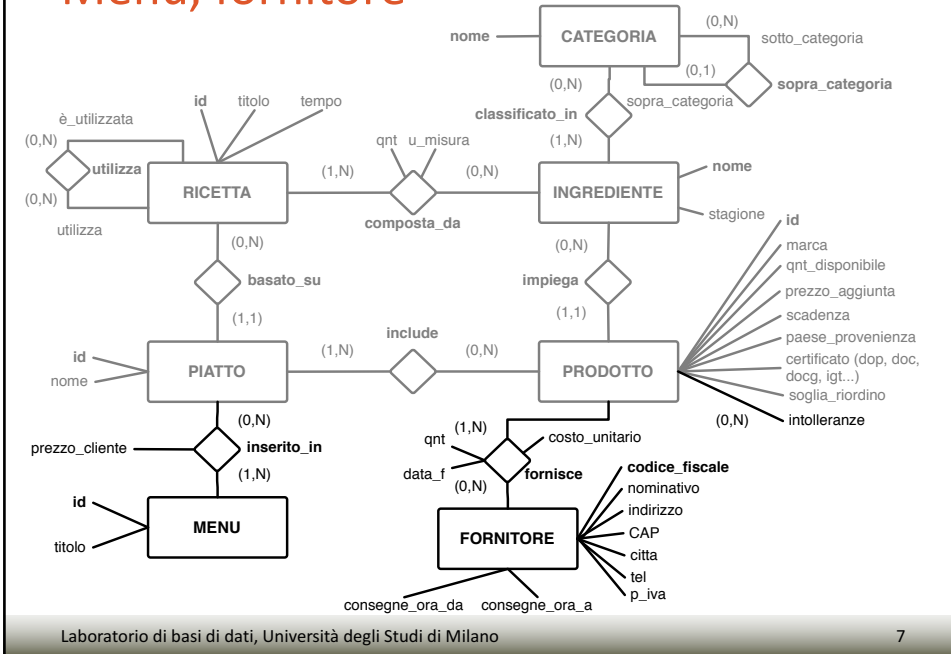 Menu, fornitore
nome
CATEGORIA
(0,N)
sotto_categoria
(0,1)
sopra_categoria
(0,N)
sopra_categoria
classificato_in
(1,N)
id
titolo
tempo
è_utilizzata
(0,N)
utilizza
(0,N)
utilizza
RICETTA
(1,N)
qnt
u_misura
(0,N)
composta_da
INGREDIENTE
nome
stagione
(0,N)
basato_su
(1,1)
(0,N)
impiega
(1,1)
id
marca
qnt_disponibile
prezzo_aggiunta
scadenza
paese_provenienza
certificato (dop, doc,
docg, igt...)
soglia_riordino
(0,N)
intolleranze
id
nome
PIATTO
(1,N)
include
(0,N)
PRODOTTO
(0,N)
prezzo_cliente
inserito_in
(1,N)
id
titolo
MENU
(1,N)
qnt
costo_unitario
data_f
fornisce
(0,N)
FORNITORE
codice_fiscale
nominativo
indirizzo
CAP
citta
tel
p_iva
consegne_ora_da
consegne_ora_a
Laboratorio di basi di dati, Università degli Studi di Milano
7